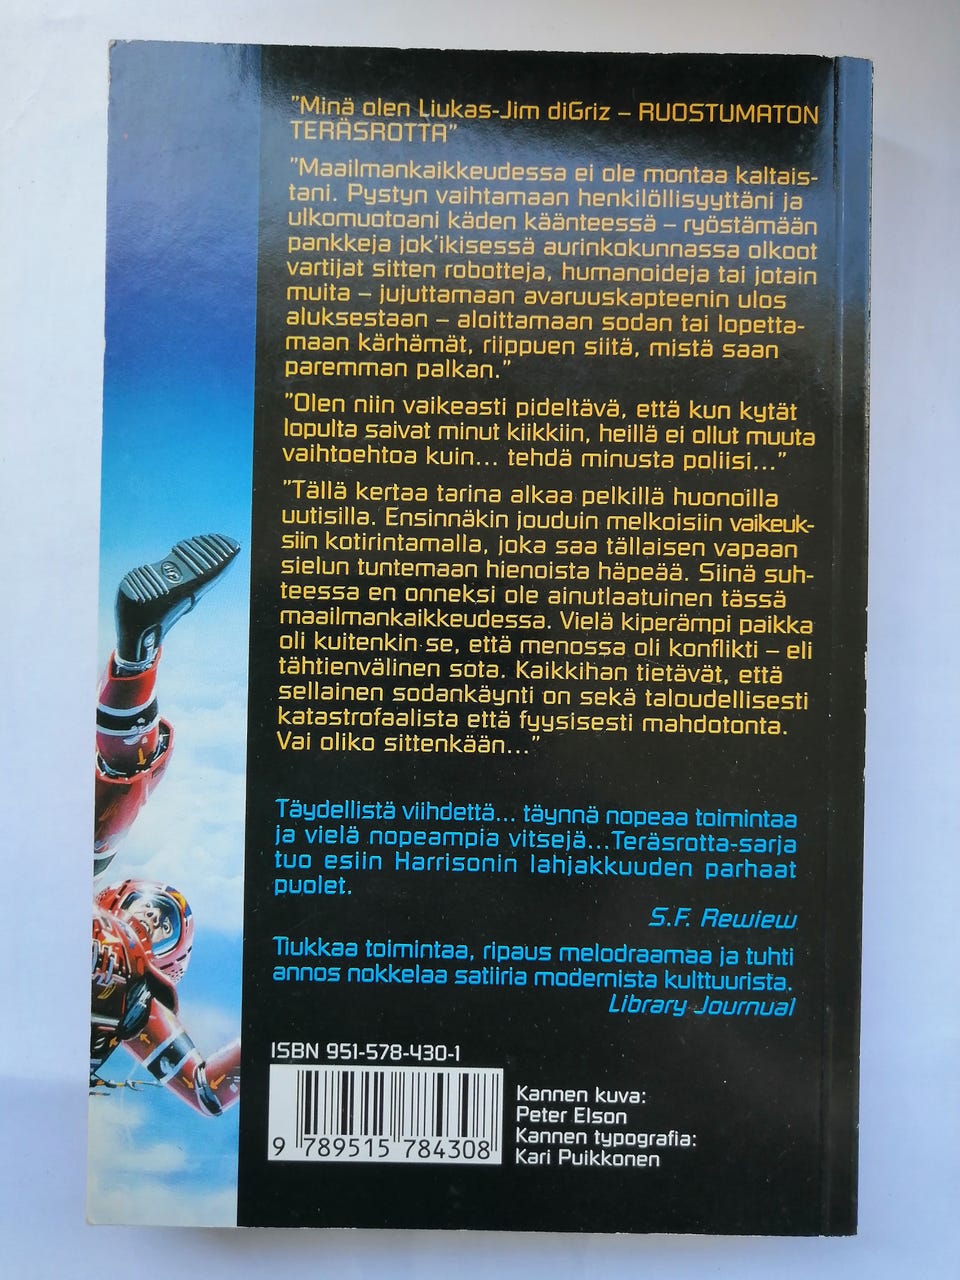 "Minä olen Liukas-Jim diGriz – RUOSTUMATON
TERÄSROTTA"
"Maailmankaikkeudessa ei ole montaa kaltais-
tani. Pystyn vaihtamaan henkilöllisyyttäni ja
ulkomuotoani käden käänteessä – ryöstämään
pankkeja jok'ikisessä aurinkokunnassa olkoot
vartijat sitten robotteja, humanoideja tai jotain
muita – jujuttamaan avaruuskapteenin ulos
aluksestaan – aloittamaan sodan tai lopetta-
maan kärhämät, riippuen siitä, mistä saan
paremman palkan."
"Olen niin vaikeasti pideltävä, että kun kytät
lopulta saivat minut kiikkiin, heillä ei ollut muuta
vaihtoehtoa kuin... tehdä minusta poliisi..."
"Tällä kertaa tarina alkaa pelkillä huonoilla
uutisilla. Ensinnäkin jouduin melkoisiin vaikeuk-
siin kotirintamalla, joka saa tällaisen vapaan
sielun tuntemaan hienoista häpeää. Siinä suh-
teessa en onneksi ole ainutlaatuinen tässä
maailmankaikkeudessa. Vielä kiperämpi paikka
oli kuitenkin se, että menossa oli konflikti – eli
tähtienvälinen sota. Kaikkihan tietävät, että
sellainen sodankäynti on sekä taloudellisesti
katastrofaalista että fyysisesti mahdotonta.
Vai oliko sittenkään..."
Täydellistä viihdettä... täynnä nopeaa toimintaa
ja vielä nopeampia vitsejä...Teräsrotta-sarja
tuo esiin Harrisonin lahjakkuuden parhaat
puolet.
S.F. Rewiew
Tiukkaa toimintaa, ripaus melodraamaa ja tuhti
annos nokkelaa satiiria modernista kulttuurista.
Library Journual
ISBN 951-578-430-1
9 789515 784308
Kannen kuva:
Peter Elson
Kannen typografia:
Kari Puikkonen